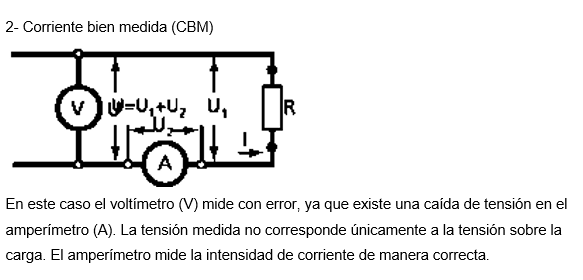 2- Corriente bien medida (CBM)
V
U=U₁+U₂
U₁
R
U₂
I
A
En este caso el voltímetro (V) mide con error, ya que existe una caída de tensión en el
amperímetro (A). La tensión medida no corresponde únicamente a la tensión sobre la
carga. El amperímetro mide la intensidad de corriente de manera correcta.